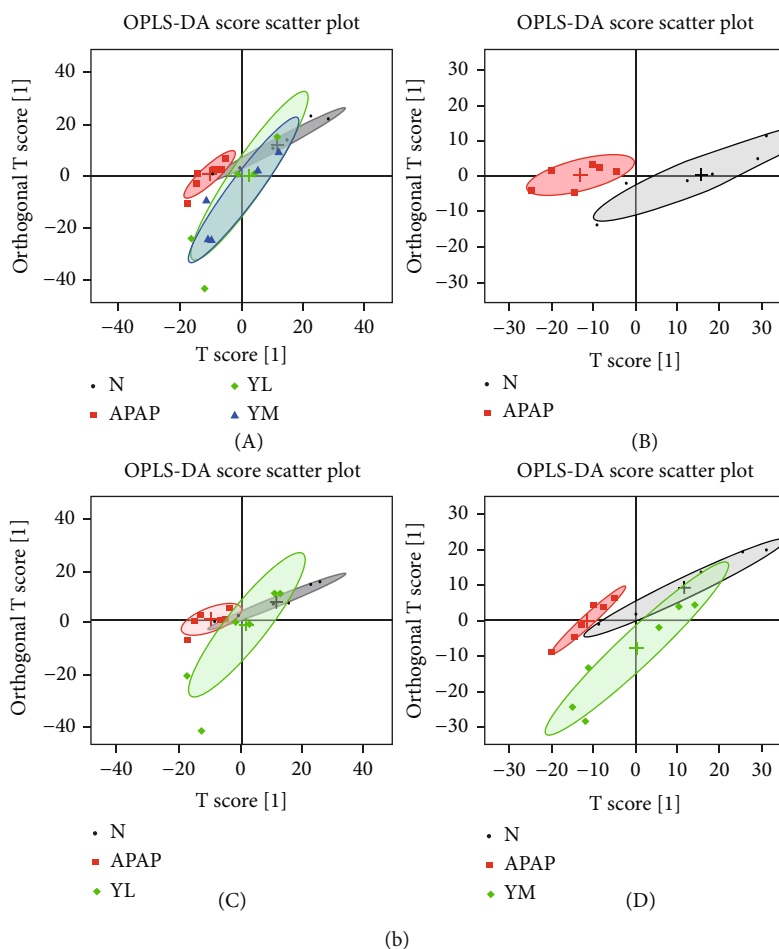 OPLS-DA score scatter plot
Orthogonal T score [1]
40
20
0
−20
−40
−40 −20 0 20 40
T score [1]
N
APAP
YL
YM
(A)
OPLS-DA score scatter plot
Orthogonal T score [1]
30
20
10
0
−10
−20
−30
−30 −20 −10 0 10 20 30
T score [1]
N
APAP
(B)
OPLS-DA score scatter plot
Orthogonal T score [1]
40
20
0
−20
−40
−40 −20 0 20 40
T score [1]
N
APAP
YL
(C)
OPLS-DA score scatter plot
Orthogonal T score [1]
30
20
10
0
−10
−20
−30
−30 −20 −10 0 10 20 30
T score [1]
N
APAP
YM
(D)
(b)